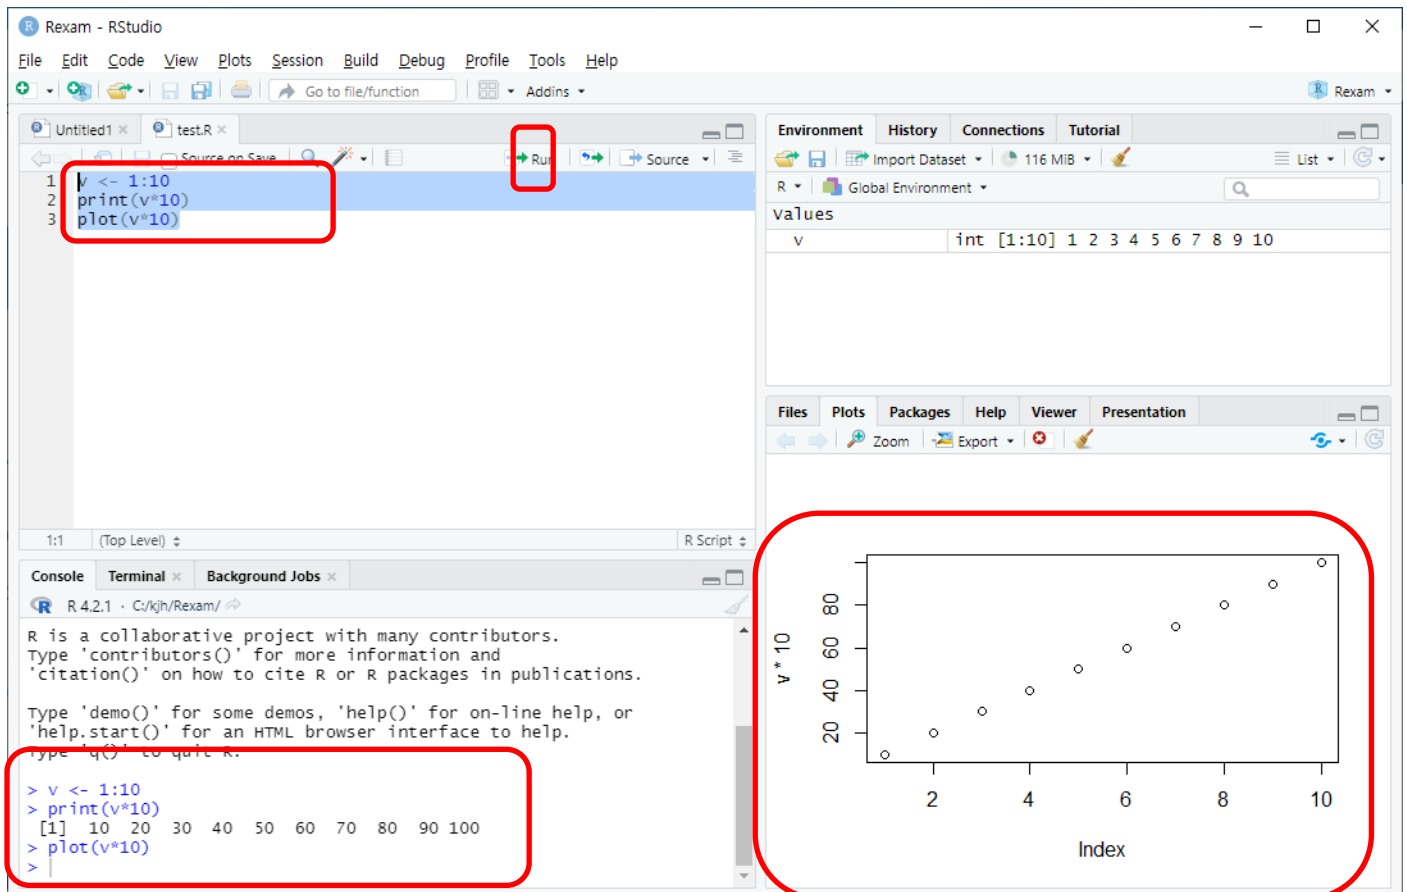 Rexam - RStudio
File Edit Code View Plots Session Build Debug Profile Tools Help
Go to file/function Addins Rexam
Untitled1 test.R
Source on Save Run Source
1 v <- 1:10
2 print(v*10)
3 plot(v*10)
1:1 (Top Level) R Script
Console Terminal Background Jobs
R 4.2.1 · C:/kjh/Rexam/
R is a collaborative project with many contributors.
Type 'contributors()' for more information and
'citation()' on how to cite R or R packages in publications.
Type 'demo()' for some demos, 'help()' for on-line help, or
'help.start()' for an HTML browser interface to help.
Type 'q()' to quit R.
> v <- 1:10
> print(v*10)
[1] 10 20 30 40 50 60 70 80 90 100
> plot(v*10)
>
Environment History Connections Tutorial
Import Dataset 116 MiB List
R Global Environment
Values
v int [1:10] 1 2 3 4 5 6 7 8 9 10
Files Plots Packages Help Viewer Presentation
Zoom Export
v * 10
80
60
40
20
2 4 6 8 10
Index